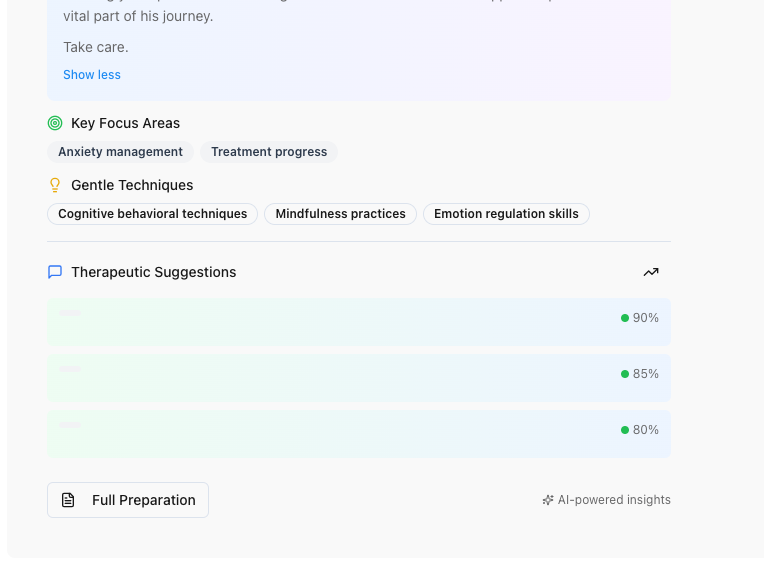 vital part of his journey.
Take care.
Show less
Key Focus Areas
Anxiety management
Treatment progress
Gentle Techniques
Cognitive behavioral techniques
Mindfulness practices
Emotion regulation skills
Therapeutic Suggestions
90%
85%
80%
Full Preparation
AI-powered insights